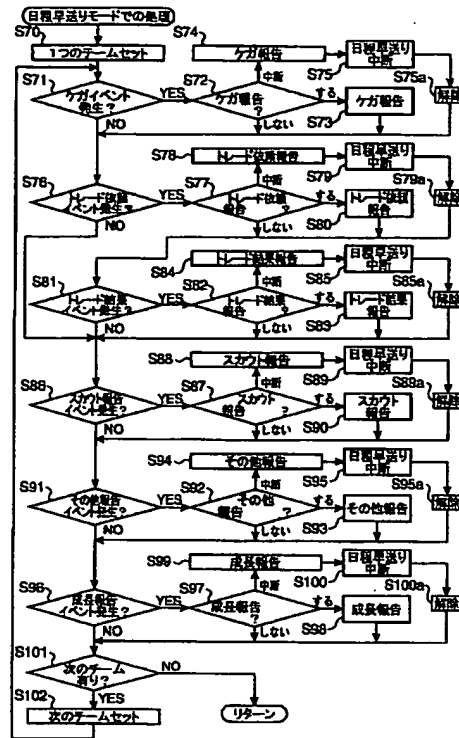 日程早送りモードでの処理
S70
1つのチームセット
S71
ケガイベント
発生?
YES
NO
S72
ケガ報告
?
中断
する
しない
S73
ケガ報告
S74
ケガ報告
S75
日程早送り
中断
S75a
解除
S76
トレード依頼
イベント発生?
YES
NO
S77
トレード依頼
報告
?
中断
する
しない
S78
トレード依頼報告
S79
日程早送り
中断
S79a
解除
S80
トレード依頼
報告
S81
トレード結果
イベント発生?
YES
NO
S82
トレード結果
報告
?
中断
する
しない
S83
トレード結果
報告
S84
トレード結果報告
S85
日程早送り
中断
S85a
解除
S86
スカウト報告
イベント発生?
YES
NO
S87
スカウト
報告
?
中断
する
しない
S88
スカウト報告
S89
日程早送り
中断
S89a
解除
S90
スカウト
報告
S91
その他報告
イベント発生?
YES
NO
S92
その他
報告
?
中断
する
しない
S93
その他報告
S94
その他報告
S95
日程早送り
中断
S95a
解除
S96
成長報告
イベント発生?
YES
NO
S97
成長報告
?
中断
する
しない
S98
成長報告
S99
成長報告
S100
日程早送り
中断
S100a
解除
S101
次のチーム
有り?
NO
YES
S102
次のチームセット
リターン